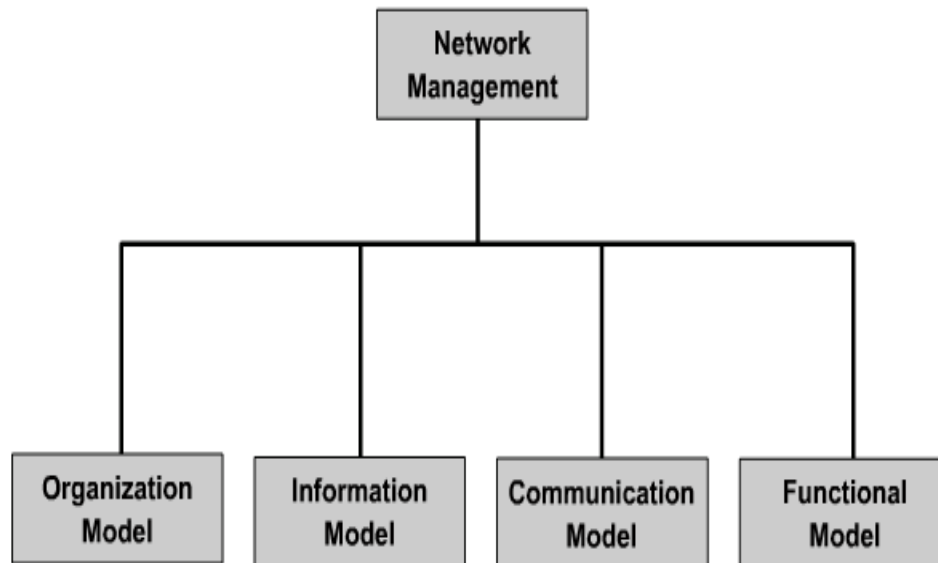 Network
Management
Organization
Model
Information
Model
Communication
Model
Functional
Model